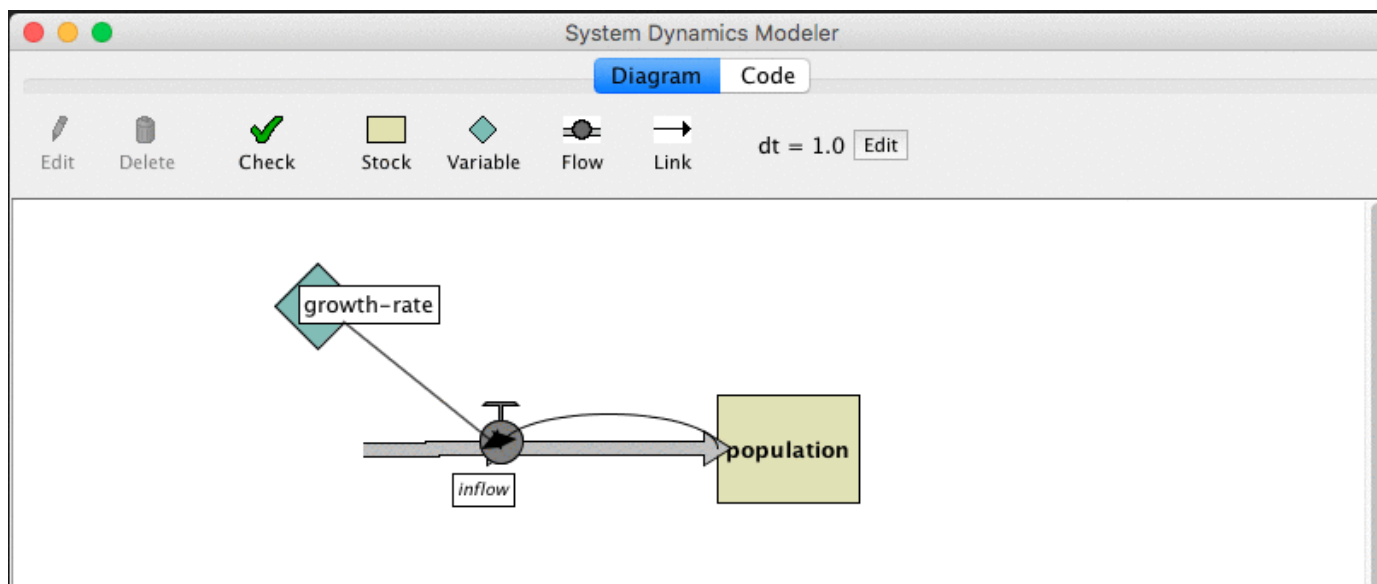 System Dynamics Modeler
Diagram Code
Edit Delete Check Stock Variable Flow Link dt = 1.0 Edit
growth-rate
population
inflow